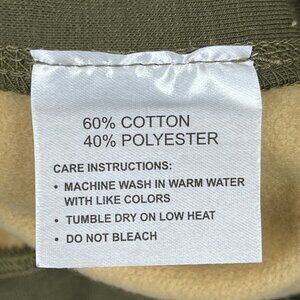 60% COTTON
40% POLYESTER
CARE INSTRUCTIONS:
• MACHINE WASH IN WARM WATER
WITH LIKE COLORS
• TUMBLE DRY ON LOW HEAT
• DO NOT BLEACH